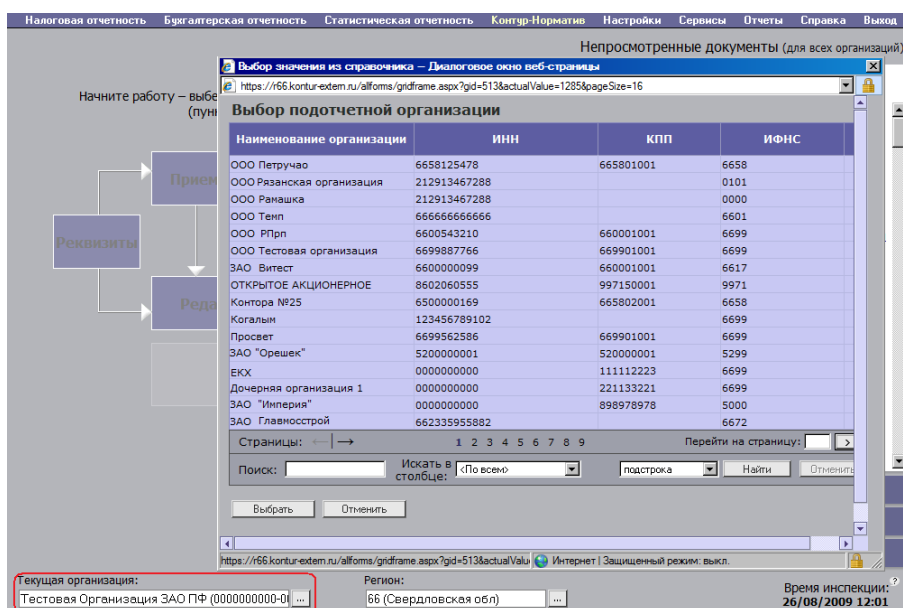 Налоговая отчетность Бухгалтерская отчетность Статистическая отчетность Контур-Норматив Настройки Сервисы Отчеты Справка Выход
Непросмотренные документы (для всех организаций)
Выбор значения из справочника — Диалоговое окно веб-страницы
https://r66.kontur-extern.ru/allforms/gridframe.aspx?gid=513&actualValue=1285&pageSize=16
Начните работу – выбе
(пунк
Выбор подотчетной организации
Наименование организации ИНН КПП ИФНС
ООО Петручао 6658125478 665801001 6658
ООО Рязанская организация 212913467288 0101
ООО Рамашка 212913467288 0000
ООО Темп 666666666666 6601
ООО РПрп 6600543210 660001001 6699
ООО Тестовая организация 6699887766 669901001 6699
ЗАО Витест 6600000099 660001001 6617
ОТКРЫТОЕ АКЦИОНЕРНОЕ 8602060555 997150001 9971
Контора №25 6500000169 665802001 6658
Когалым 123456789102 6699
Просвет 6699562586 669901001 6699
ЗАО "Орешек" 5200000001 520000001 5299
ЕКХ 0000000000 111112223 6699
Дочерняя организация 1 0000000000 221133221 6699
ЗАО "Империя" 0000000000 898978978 5000
ЗАО Главмосстрой 662335955882 6672
Прием
Реквизиты
Реда
Страницы: ← | → 1 2 3 4 5 6 7 8 9 Перейти на страницу: >
Поиск: Искать в столбце: <По всем> подстрока Найти Отменить
Выбрать Отменить
https://r66.kontur-extern.ru/allforms/gridframe.aspx?gid=513&actualValu Интернет | Защищенный режим: выкл.
Текущая организация: Регион: Время инспекции: ?
Тестовая Организация ЗАО ПФ (0000000000-0 ... 66 (Свердловская обл) ... 26/08/2009 12:01